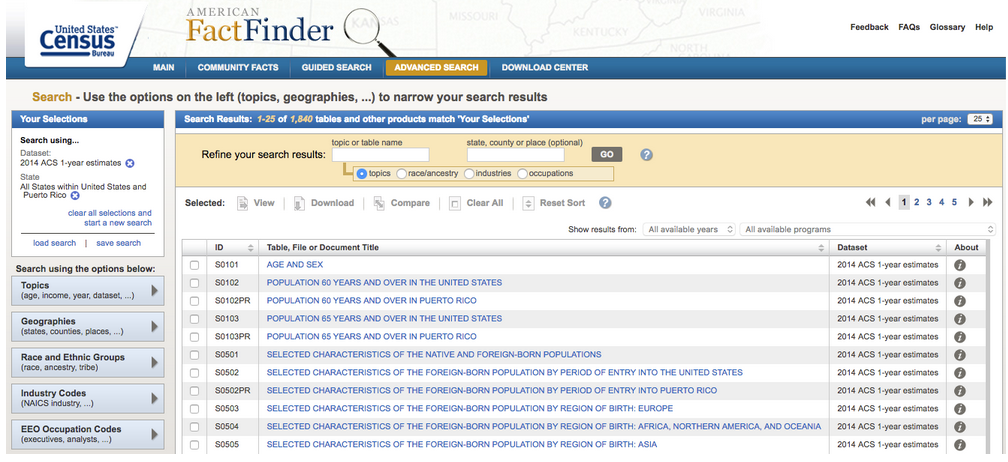 United States™
Census
Bureau
AMERICAN
FactFinder
KANSAS
MISSOURI
KENTUCKY
VIRGINIA
NORTH
CAROLINA
Feedback FAQs Glossary Help
MAIN COMMUNITY FACTS GUIDED SEARCH ADVANCED SEARCH DOWNLOAD CENTER
Search - Use the options on the left (topics, geographies, ...) to narrow your search results
Your Selections
Search using...
Dataset:
2014 ACS 1-year estimates
State
All States within United States and
Puerto Rico
clear all selections and
start a new search
load search | save search
Search using the options below:
Topics
(age, income, year, dataset, ...)
Geographies
(states, counties, places, ...)
Race and Ethnic Groups
(race, ancestry, tribe)
Industry Codes
(NAICS industry, ...)
EEO Occupation Codes
(executives, analysts, ...)
Search Results: 1-25 of 1,840 tables and other products match 'Your Selections'
per page: 25
topic or table name state, county or place (optional)
Refine your search results: GO ?
topics race/ancestry industries occupations
Selected: View | Download | Compare | Clear All | Reset Sort ?
1 2 3 4 5
Show results from: All available years All available programs
ID Table, File or Document Title Dataset About
S0101 AGE AND SEX 2014 ACS 1-year estimates i
S0102 POPULATION 60 YEARS AND OVER IN THE UNITED STATES 2014 ACS 1-year estimates i
S0102PR POPULATION 60 YEARS AND OVER IN PUERTO RICO 2014 ACS 1-year estimates i
S0103 POPULATION 65 YEARS AND OVER IN THE UNITED STATES 2014 ACS 1-year estimates i
S0103PR POPULATION 65 YEARS AND OVER IN PUERTO RICO 2014 ACS 1-year estimates i
S0501 SELECTED CHARACTERISTICS OF THE NATIVE AND FOREIGN-BORN POPULATIONS 2014 ACS 1-year estimates i
S0502 SELECTED CHARACTERISTICS OF THE FOREIGN-BORN POPULATION BY PERIOD OF ENTRY INTO THE UNITED STATES 2014 ACS 1-year estimates i
S0502PR SELECTED CHARACTERISTICS OF THE FOREIGN-BORN POPULATION BY PERIOD OF ENTRY INTO PUERTO RICO 2014 ACS 1-year estimates i
S0503 SELECTED CHARACTERISTICS OF THE FOREIGN-BORN POPULATION BY REGION OF BIRTH: EUROPE 2014 ACS 1-year estimates i
S0504 SELECTED CHARACTERISTICS OF THE FOREIGN-BORN POPULATION BY REGION OF BIRTH: AFRICA, NORTHERN AMERICA, AND OCEANIA 2014 ACS 1-year estimates i
S0505 SELECTED CHARACTERISTICS OF THE FOREIGN-BORN POPULATION BY REGION OF BIRTH: ASIA 2014 ACS 1-year estimates i